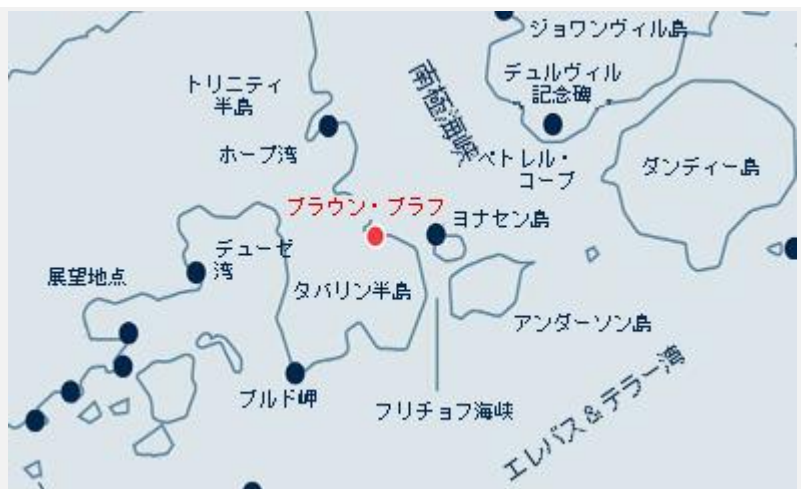 ジョワンヴィル島
デュルヴィル
記念碑
南極海峡
トリニティ
半島
ホープ湾
ペトレル・
コーブ
ダンディー島
ブラウン・ブラフ
ヨナセン島
デューゼ
湾
展望地点
タバリン半島
アンダーソン島
ブルド岬
フリチョフ海峡
エレバス&テラー湾